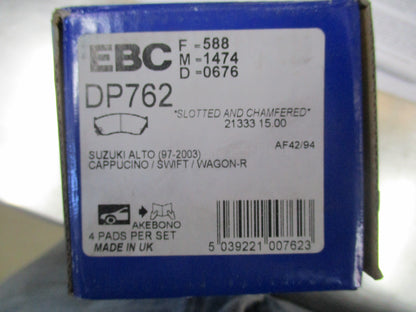 EBC
F =588
M =1474
D =0676
DP762
"SLOTTED AND CHAMFERED"
21333 15.00
AF42/94
SUZUKI ALTO (97-2003)
CAPPUCINO / SWIFT / WAGON-R
AKEBONO
4 PADS PER SET
MADE IN UK
5 039221 007623